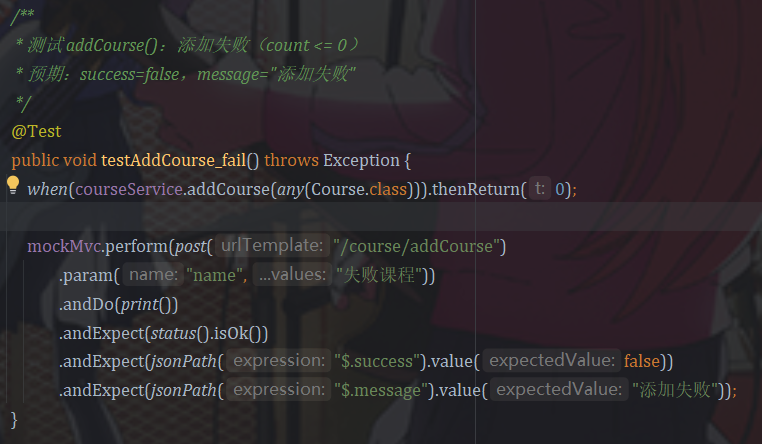 /**
 * 测试 addCourse()：添加失败（count <= 0）
 * 预期：success=false，message="添加失败"
 */
@Test
public void testAddCourse_fail() throws Exception {
when(courseService.addCourse(any(Course.class))).thenReturn( t: 0);
mockMvc.perform(post( urlTemplate: "/course/addCourse")
.param( name: "name", ...values: "失败课程"))
.andDo(print())
.andExpect(status().isOk())
.andExpect(jsonPath( expression: "$.success").value( expectedValue: false))
.andExpect(jsonPath( expression: "$.message").value( expectedValue: "添加失败"));
}